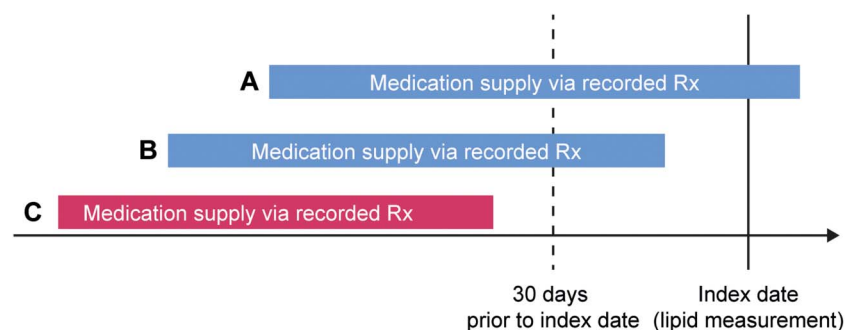 A Medication supply via recorded Rx
B Medication supply via recorded Rx
C Medication supply via recorded Rx
30 days
prior to index date
Index date
(lipid measurement)